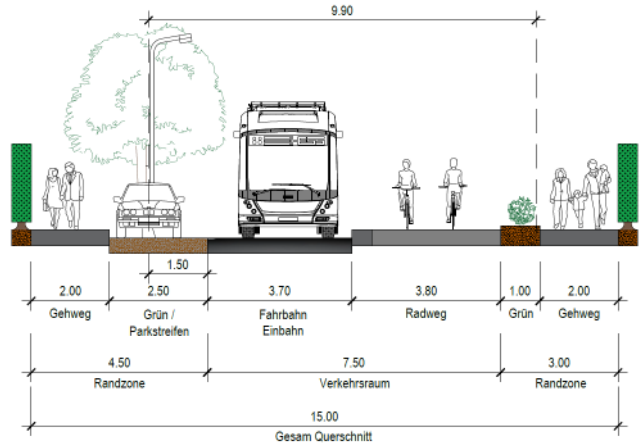 9.90
1.50
2.00 2.50 3.70 3.80 1.00 2.00
Gehweg Grün / Fahrbahn Radweg Grün Gehweg
Parkstreifen Einbahn
4.50 7.50 3.00
Randzone Verkehrsraum Randzone
15.00
Gesam Querschnitt